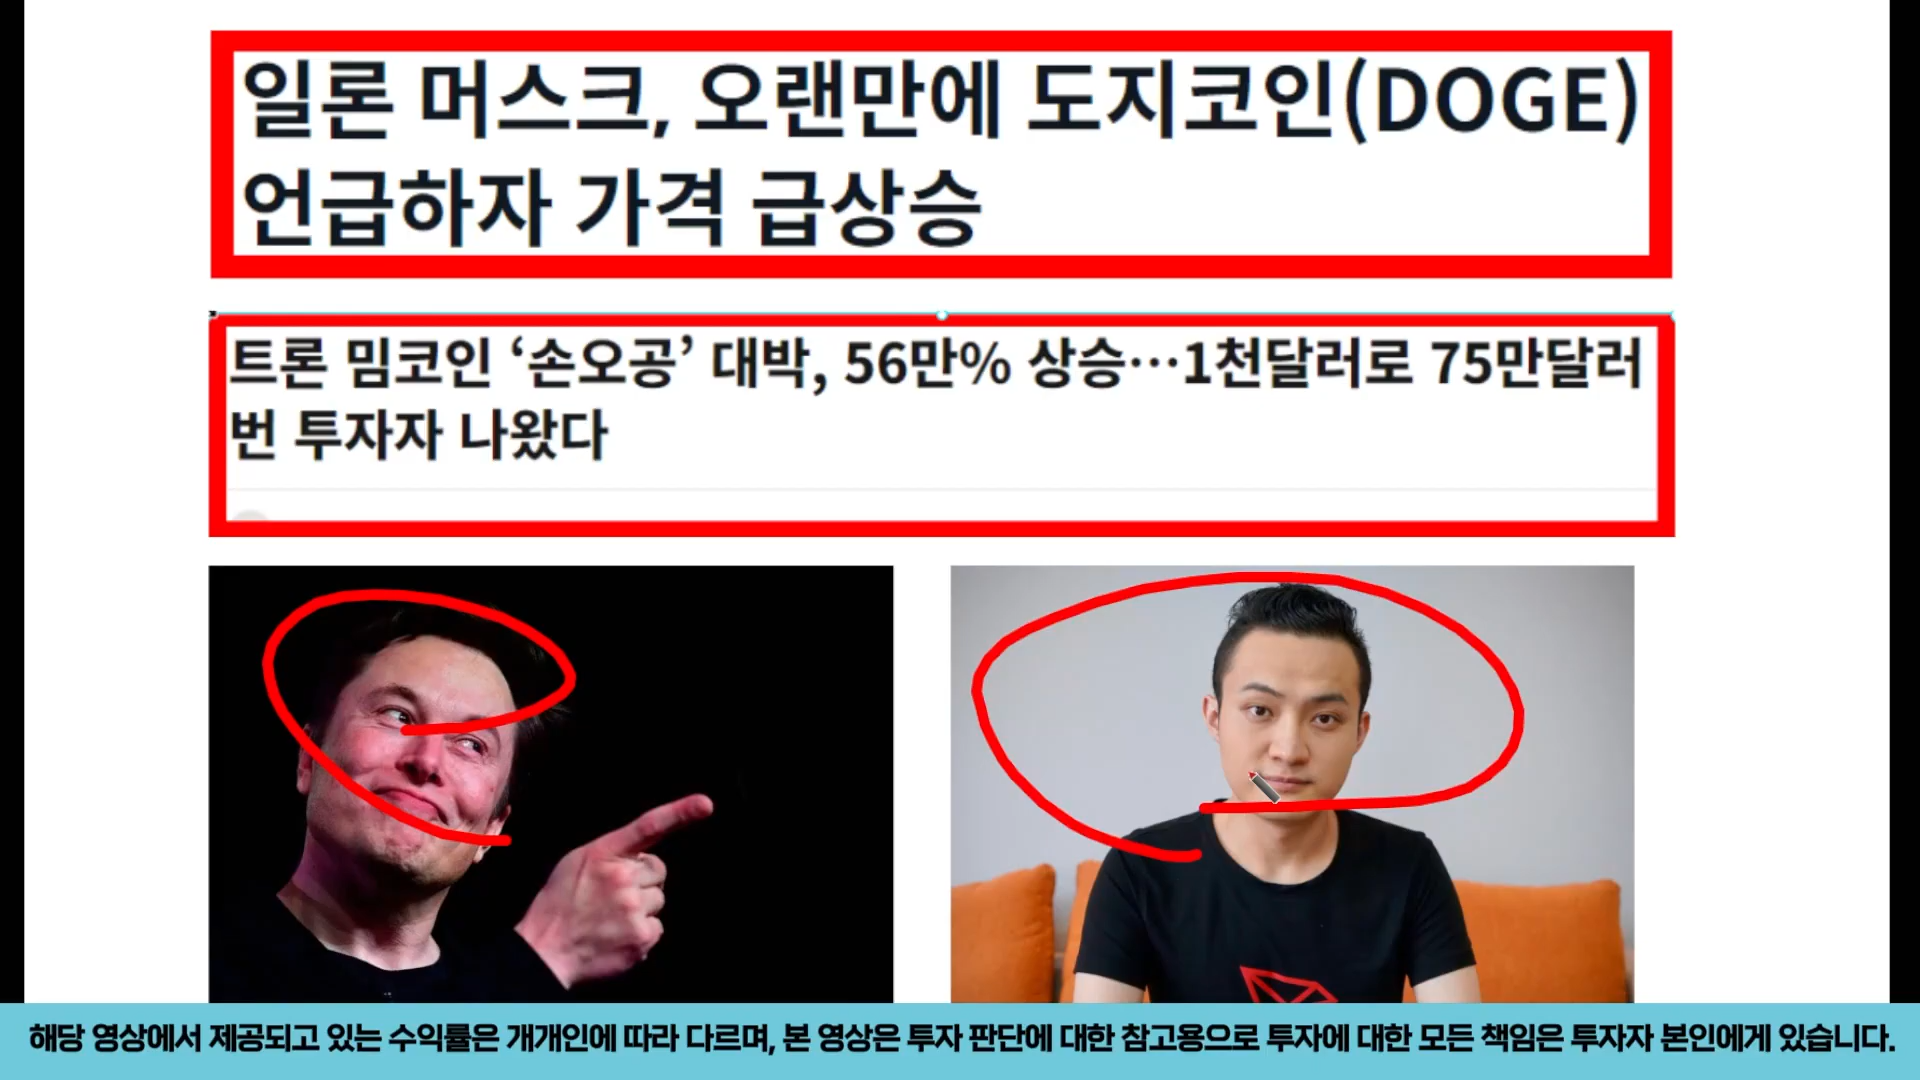 일론 머스크, 오랜만에 도지코인(DOGE)
언급하자 가격 급상승
트론 밈코인 ‘손오공’ 대박, 56만% 상승…1천달러로 75만달러
번 투자자 나왔다
해당 영상에서 제공되고 있는 수익률은 개개인에 따라 다르며, 본 영상은 투자 판단에 대한 참고용으로 투자에 대한 모든 책임은 투자자 본인에게 있습니다.